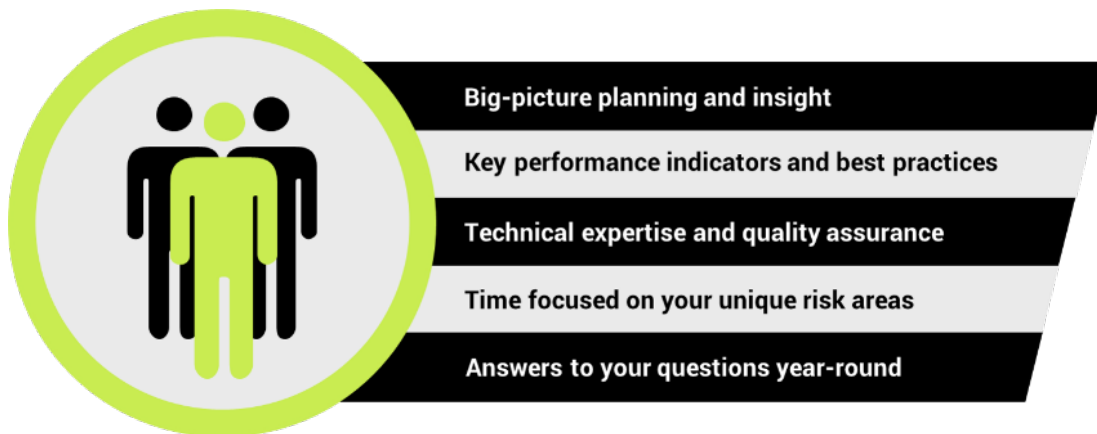 Big-picture planning and insight
Key performance indicators and best practices
Technical expertise and quality assurance
Time focused on your unique risk areas
Answers to your questions year-round